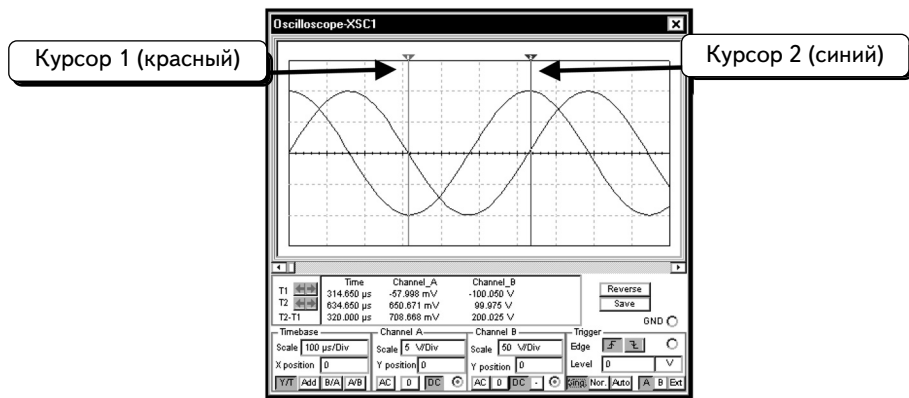 Oscilloscope-XSC1
Курсор 1 (красный)
Курсор 2 (синий)
Time Channel_A Channel_B
T1 314.650 µs -57.998 mV -100.050 V
T2 634.650 µs 650.671 mV 99.975 V
T2-T1 320.000 µs 708.668 mV 200.025 V
Reverse
Save
GND
Timebase
Scale 100 µs/Div
X position 0
Y/T Add B/A A/B
Channel A
Scale 5 V/Div
Y position 0
AC 0 DC
Channel B
Scale 50 V/Div
Y position 0
AC 0 DC -
Trigger
Edge
Level 0 V
Sing. Nor. Auto A B Ext